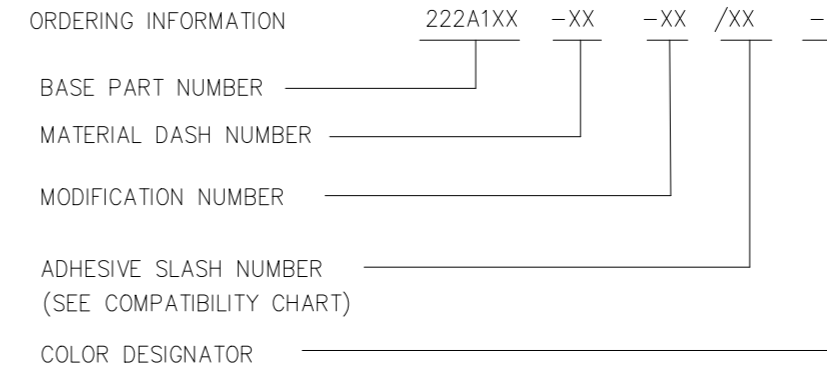 ORDERING INFORMATION 222A1XX -XX -XX /XX -
BASE PART NUMBER
MATERIAL DASH NUMBER
MODIFICATION NUMBER
ADHESIVE SLASH NUMBER
(SEE COMPATIBILITY CHART)
COLOR DESIGNATOR